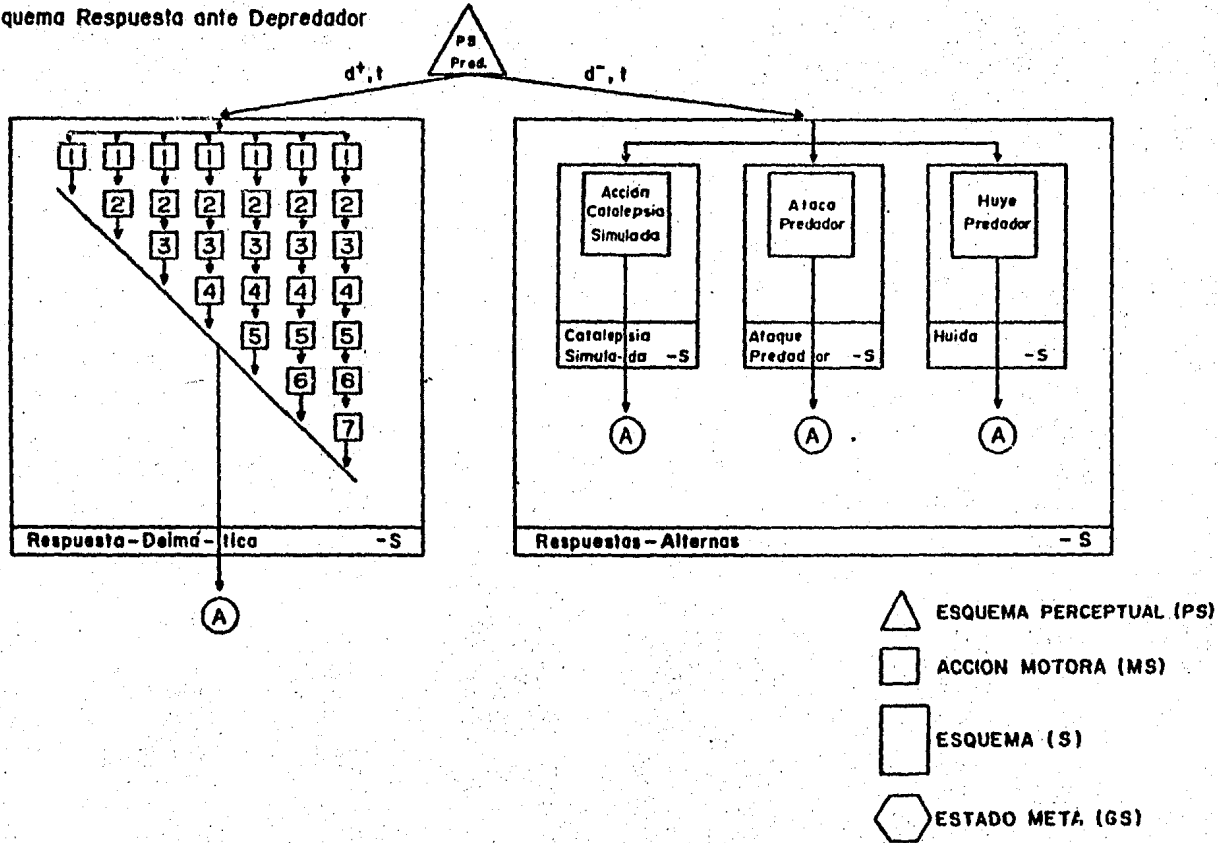 quema Respuesta ante Depredador
PS
Pred.
d⁺, t
d⁻, t
1 1 1 1 1 1 1
2 2 2 2 2 2
3 3 3 3 3
4 4 4 4
5 5 5
6 6
7
Respuesta-Deimá-tica -S
A
Acción
Catalepsia
Simulada
Catalepsia
Simula-da -S
A
Ataca
Predador
Ataque
Predador -S
A
Huye
Predador
Huida
-S
A
Respuestas-Alternas -S
ESQUEMA PERCEPTUAL (PS)
ACCION MOTORA (MS)
ESQUEMA (S)
ESTADO META (GS)